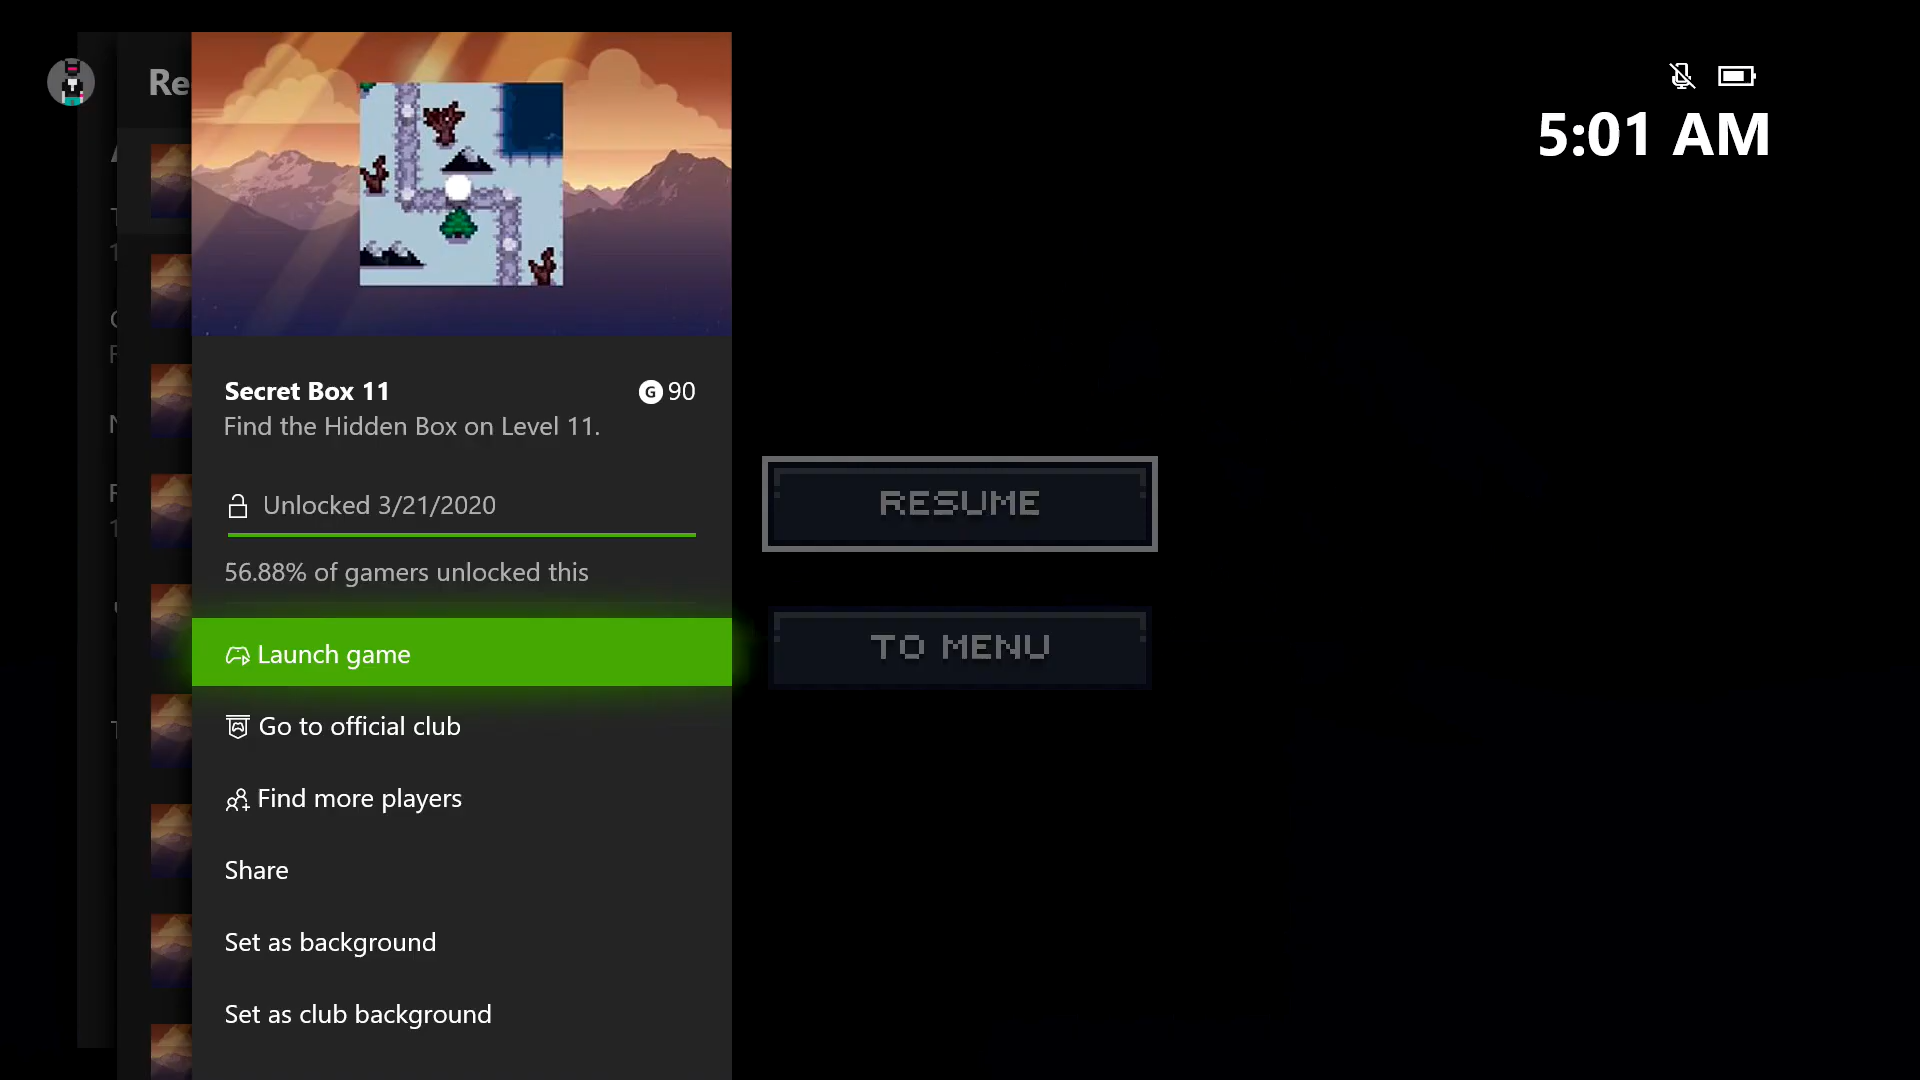 Re
5:01 AM
Secret Box 11
G 90
Find the Hidden Box on Level 11.
Unlocked 3/21/2020
56.88% of gamers unlocked this
Launch game
Go to official club
Find more players
Share
Set as background
Set as club background
RESUME
TO MENU